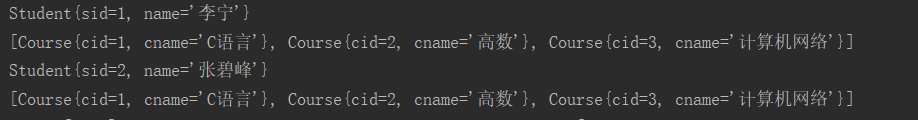 Student{sid=1, name='李宁'}
[Course{cid=1, cname='C语言'}, Course{cid=2, cname='高数'}, Course{cid=3, cname='计算机网络'}]
Student{sid=2, name='张碧峰'}
[Course{cid=1, cname='C语言'}, Course{cid=2, cname='高数'}, Course{cid=3, cname='计算机网络'}]